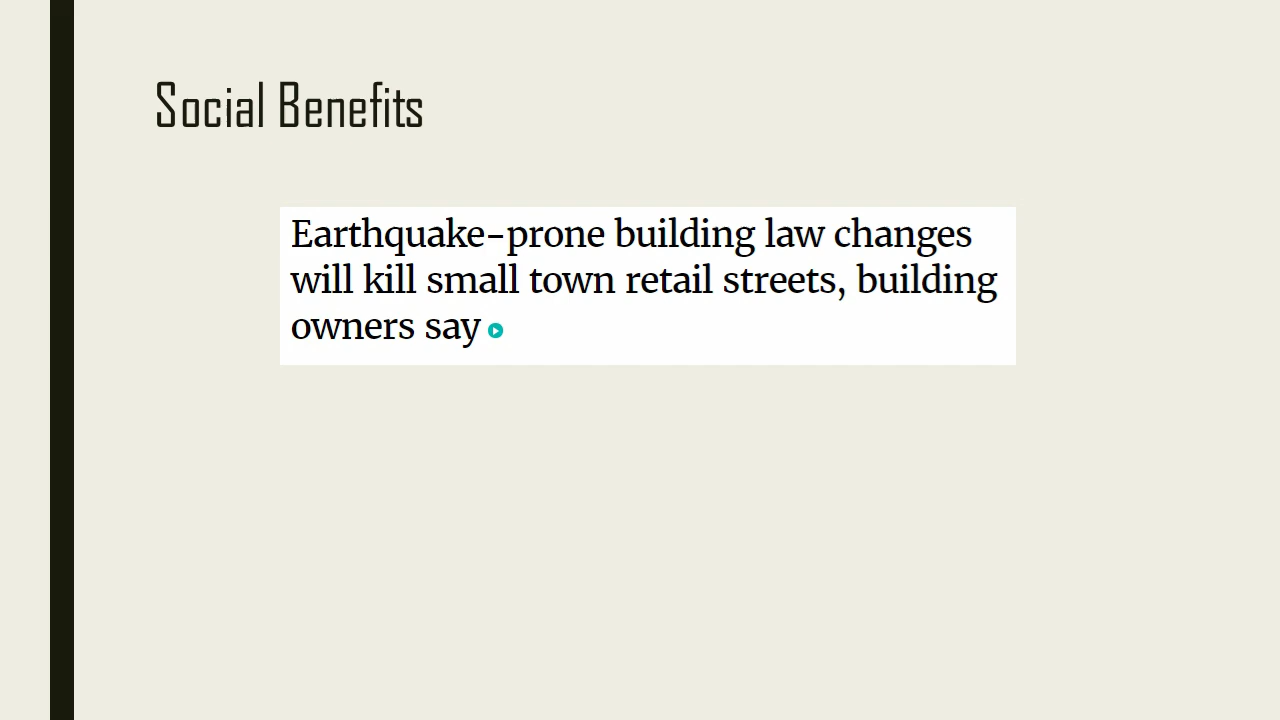 Social Benefits
Earthquake-prone building law changes
will kill small town retail streets, building
owners say